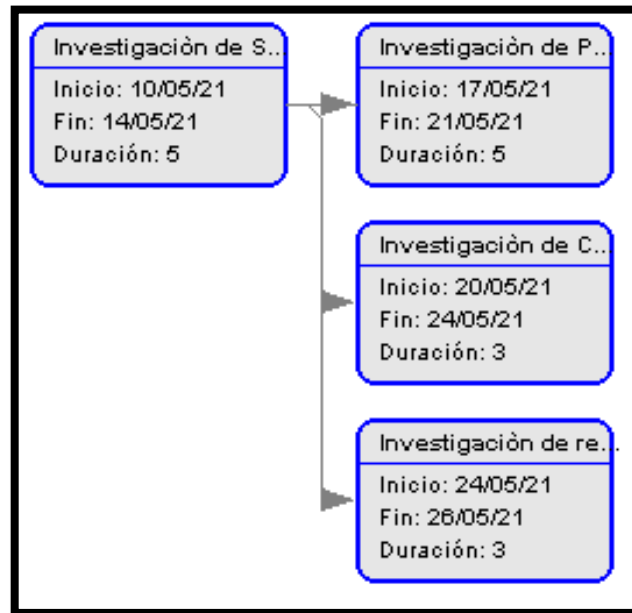 Investigaciòn de S...
Inicio: 10/05/21
Fin: 14/05/21
Duración: 5
Investigaciòn de P...
Inicio: 17/05/21
Fin: 21/05/21
Duración: 5
Investigaciòn de C...
Inicio: 20/05/21
Fin: 24/05/21
Duración: 3
Investigaciòn de re...
Inicio: 24/05/21
Fin: 26/05/21
Duración: 3